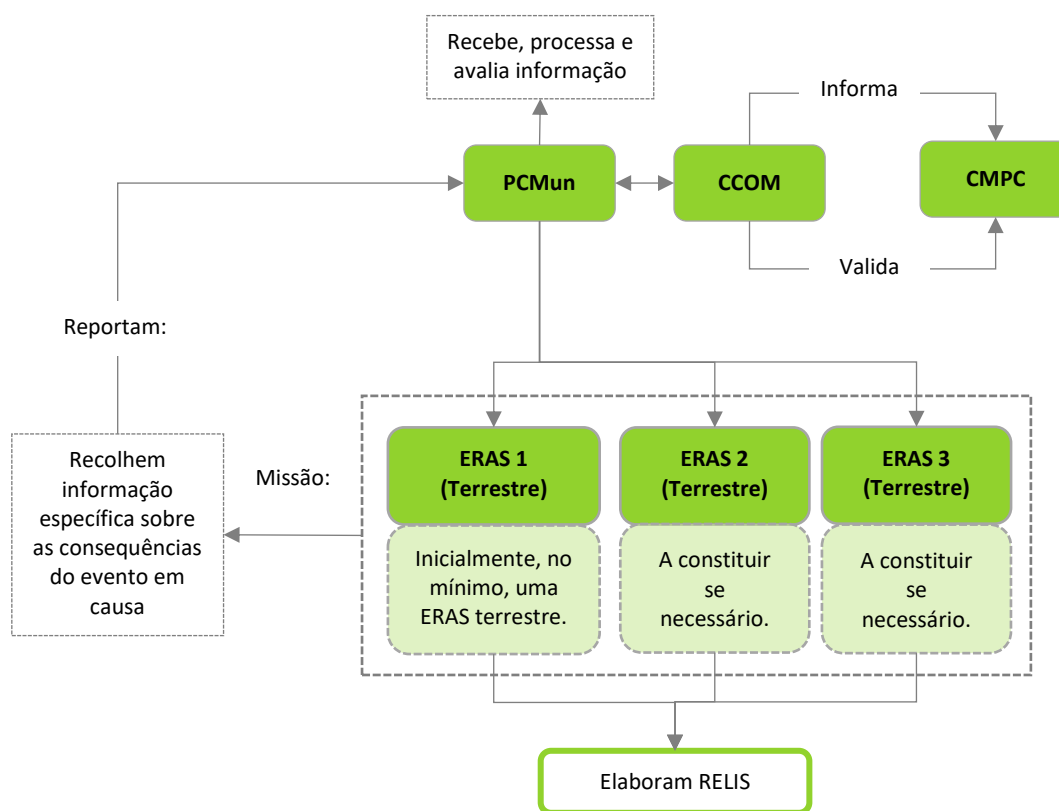 Recebe, processa e
avalia informação
Informa
PCMun
CCOM
CMPC
Valida
Reportam:
Recolhem
informação
específica sobre
as consequências
do evento em
causa
Missão:
ERAS 1
(Terrestre)
ERAS 2
(Terrestre)
ERAS 3
(Terrestre)
Inicialmente, no
mínimo, uma
ERAS terrestre.
A constituir
se
necessário.
A constituir
se
necessário.
Elaboram RELIS